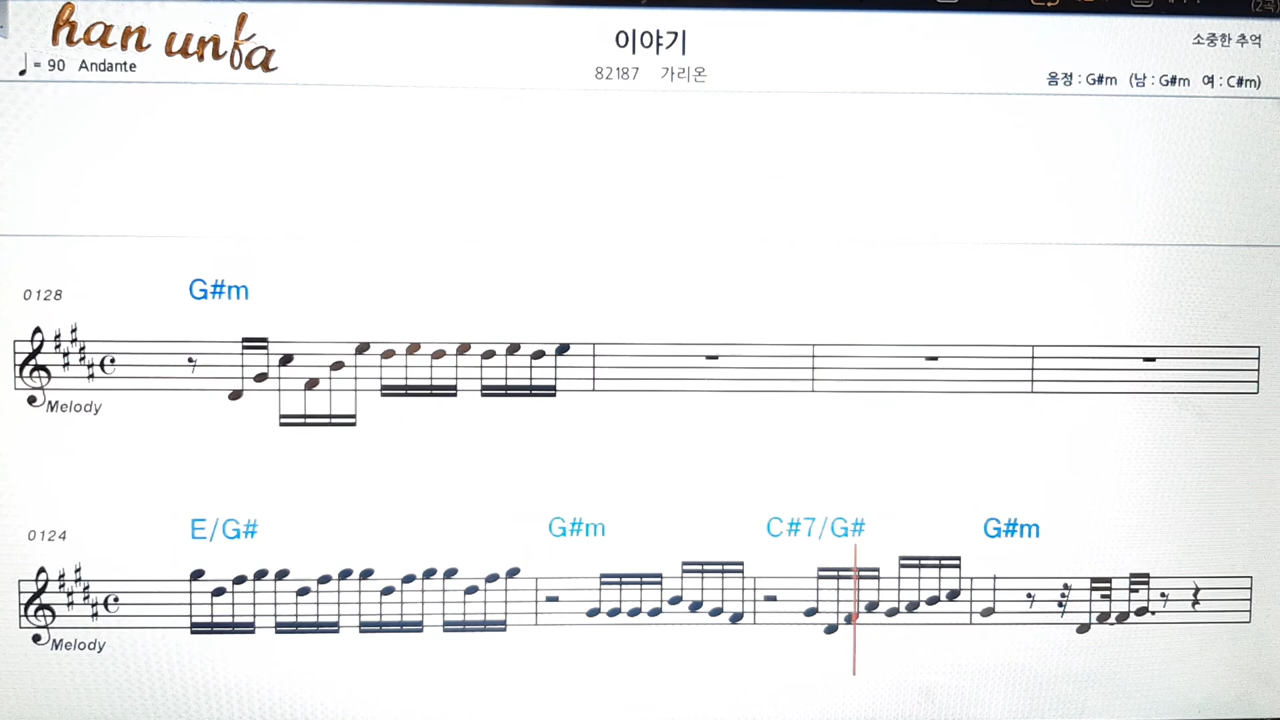 han unfa
이야기
소중한 추억
♩ = 90 Andante
82187 가리온
음정 : G#m (남 : G#m 여 : C#m)
0128 G#m
Melody
0124 E/G# G#m C#7/G# G#m
Melody